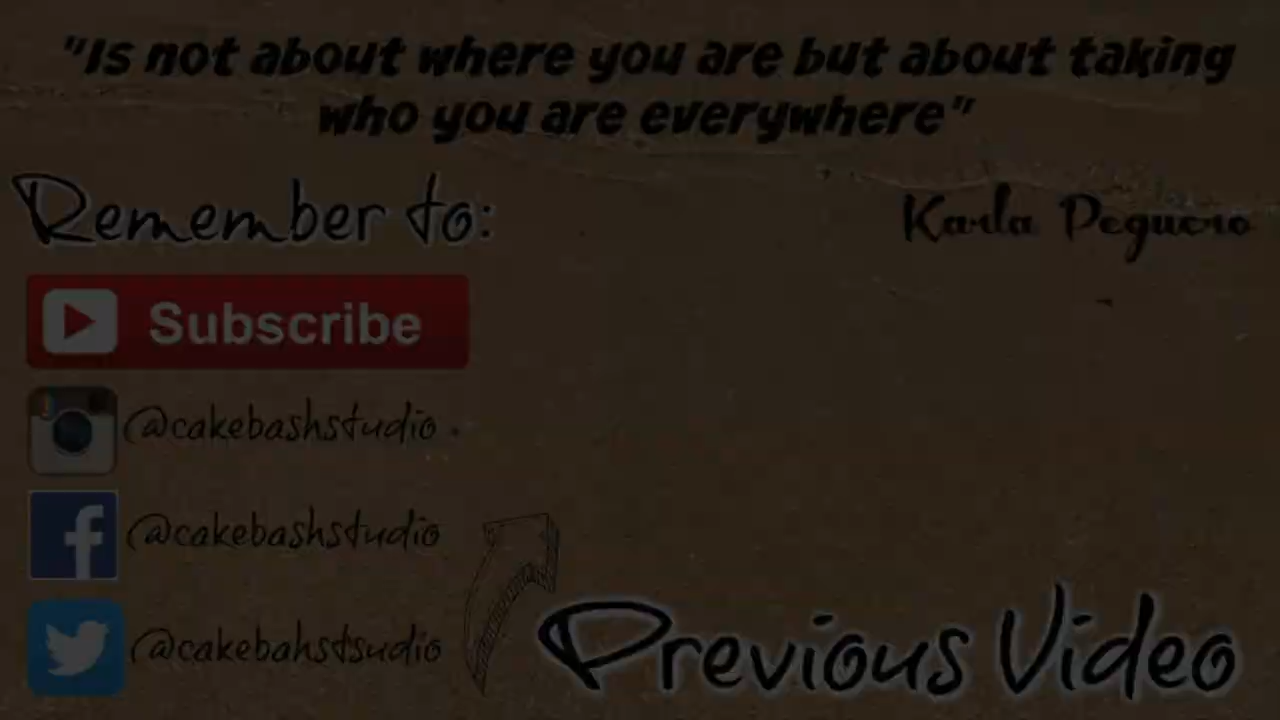 "Is not about where you are but about taking
who you are everywhere"
Remember to:
Karla Peguero
Subscribe
@cakebashstudio
@cakebashstudio
@cakebahstsudio
Previous Video